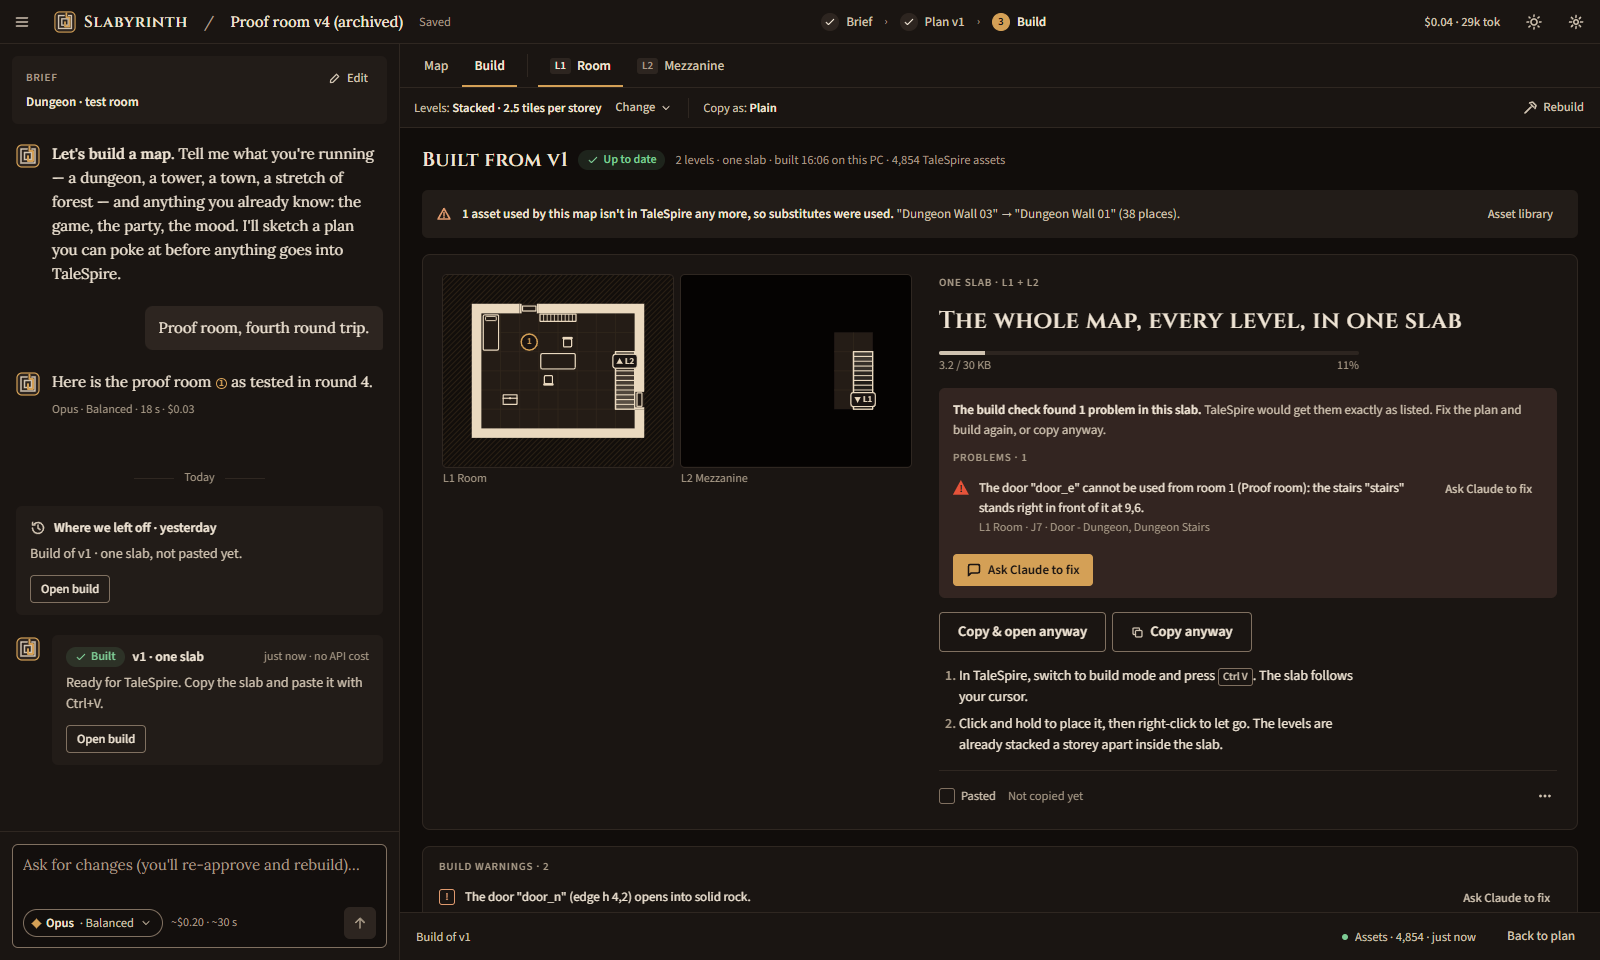 SLABYRINTH / Proof room v4 (archived) Saved
Brief › Plan v1 › 3 Build
$0.04 · 29k tok
BRIEF
Edit
Dungeon · test room
Let's build a map. Tell me what you're running
— a dungeon, a tower, a town, a stretch of
forest — and anything you already know: the
game, the party, the mood. I'll sketch a plan
you can poke at before anything goes into
TaleSpire.
Proof room, fourth round trip.
Here is the proof room 1 as tested in round 4.
Opus · Balanced · 18 s · $0.03
Today
Where we left off · yesterday
Build of v1 · one slab, not pasted yet.
Open build
Built v1 · one slab just now · no API cost
Ready for TaleSpire. Copy the slab and paste it with
Ctrl+V.
Open build
Ask for changes (you'll re-approve and rebuild)...
Opus · Balanced ~$0.20 · ~30 s
Map Build L1 Room L2 Mezzanine
Levels: Stacked · 2.5 tiles per storey Change Copy as: Plain
Rebuild
BUILT FROM V1 Up to date 2 levels · one slab · built 16:06 on this PC · 4,854 TaleSpire assets
1 asset used by this map isn't in TaleSpire any more, so substitutes were used. "Dungeon Wall 03" → "Dungeon Wall 01" (38 places).
Asset library
1
▲ L2
L1 Room
▼ L1
L2 Mezzanine
ONE SLAB · L1 + L2
THE WHOLE MAP, EVERY LEVEL, IN ONE SLAB
3.2 / 30 KB 11%
The build check found 1 problem in this slab. TaleSpire would get them exactly as listed. Fix the plan and
build again, or copy anyway.
PROBLEMS · 1
The door "door_e" cannot be used from room 1 (Proof room): the stairs "stairs"
stands right in front of it at 9,6.
Ask Claude to fix
L1 Room · J7 · Door - Dungeon, Dungeon Stairs
Ask Claude to fix
Copy & open anyway
Copy anyway
1. In TaleSpire, switch to build mode and press Ctrl V. The slab follows
your cursor.
2. Click and hold to place it, then right-click to let go. The levels are
already stacked a storey apart inside the slab.
Pasted Not copied yet
BUILD WARNINGS · 2
! The door "door_n" (edge h 4,2) opens into solid rock.
Ask Claude to fix
Build of v1
Assets · 4,854 · just now
Back to plan